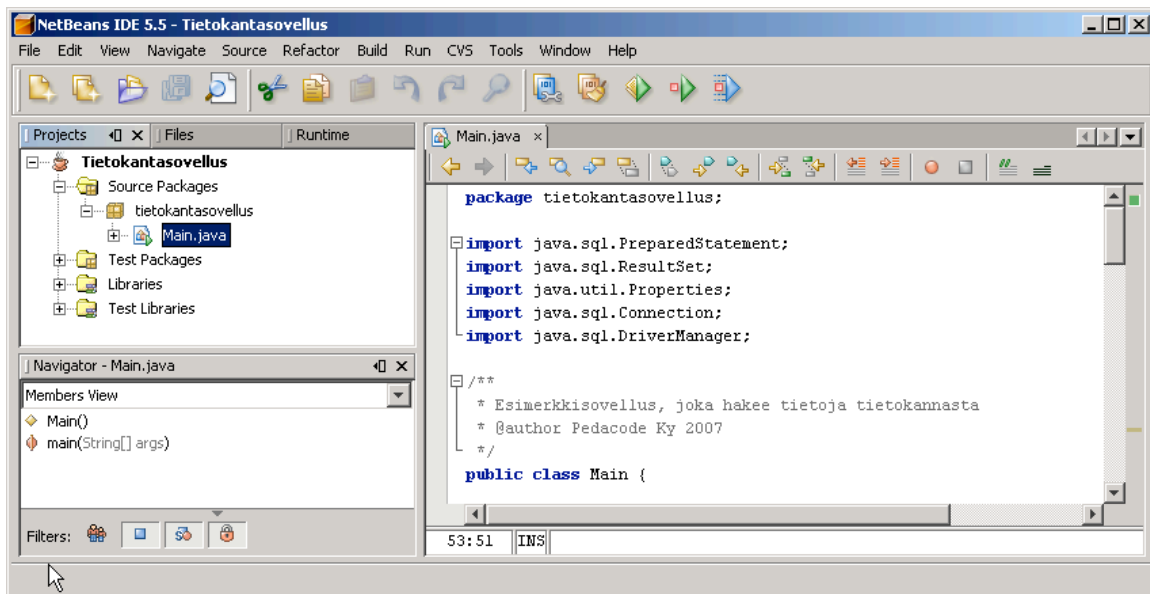 NetBeans IDE 5.5 - Tietokantasovellus
File Edit View Navigate Source Refactor Build Run CVS Tools Window Help
Projects Files Runtime
Tietokantasovellus
Source Packages
tietokantasovellus
Main.java
Test Packages
Libraries
Test Libraries
Navigator - Main.java
Members View
Main()
main(String[] args)
Filters:
Main.java
package tietokantasovellus;
import java.sql.PreparedStatement;
import java.sql.ResultSet;
import java.util.Properties;
import java.sql.Connection;
import java.sql.DriverManager;
/**
* Esimerkkisovellus, joka hakee tietoja tietokannasta
* @author Pedacode Ky 2007
*/
public class Main {
53:51 INS